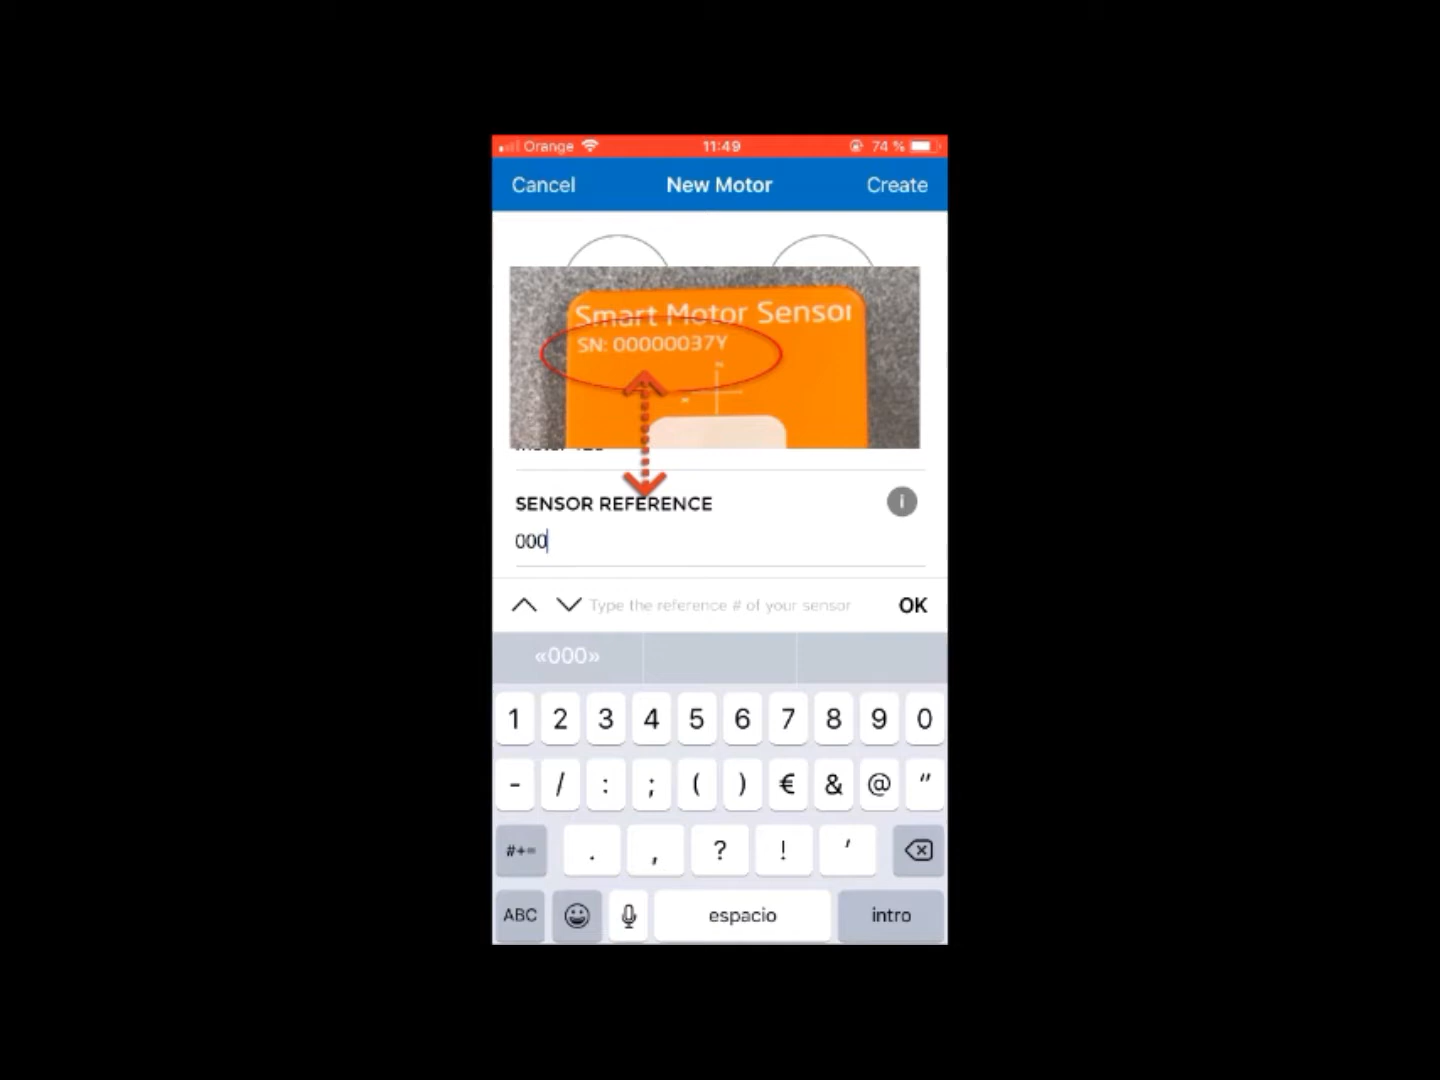 Orange 11:49 74 %
Cancel New Motor Create
Smart Motor Sensor
SN: 00000037Y
SENSOR REFERENCE i
000
Type the reference # of your sensor OK
«000»
1 2 3 4 5 6 7 8 9 0
- / : ; ( ) € & @ "
#+= . , ? ! '
ABC espacio intro